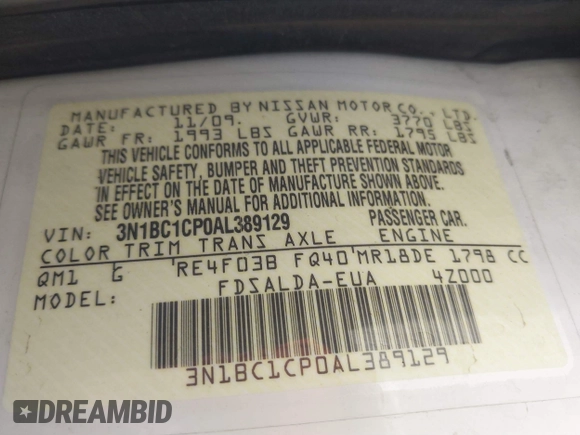 MANUFACTURED BY NISSAN MOTOR CO., LTD.
DATE: 11/09. GVWR: 3770 LBS
GAWR FR: 1993 LBS GAWR RR: 1795 LBS
THIS VEHICLE CONFORMS TO ALL APPLICABLE FEDERAL MOTOR
VEHICLE SAFETY, BUMPER AND THEFT PREVENTION STANDARDS
IN EFFECT ON THE DATE OF MANUFACTURE SHOWN ABOVE.
SEE OWNER'S MANUAL FOR ADDITIONAL INFORMATION.
VIN: 3N1BC1CP0AL389129 PASSENGER CAR.
COLOR TRIM TRANS AXLE ENGINE
QM1 G RE4F03B FQ40 MR18DE 1798 CC
MODEL: FDSALDA-EUA 4Z000
3N1BC1CP0AL389129
DREAMBID